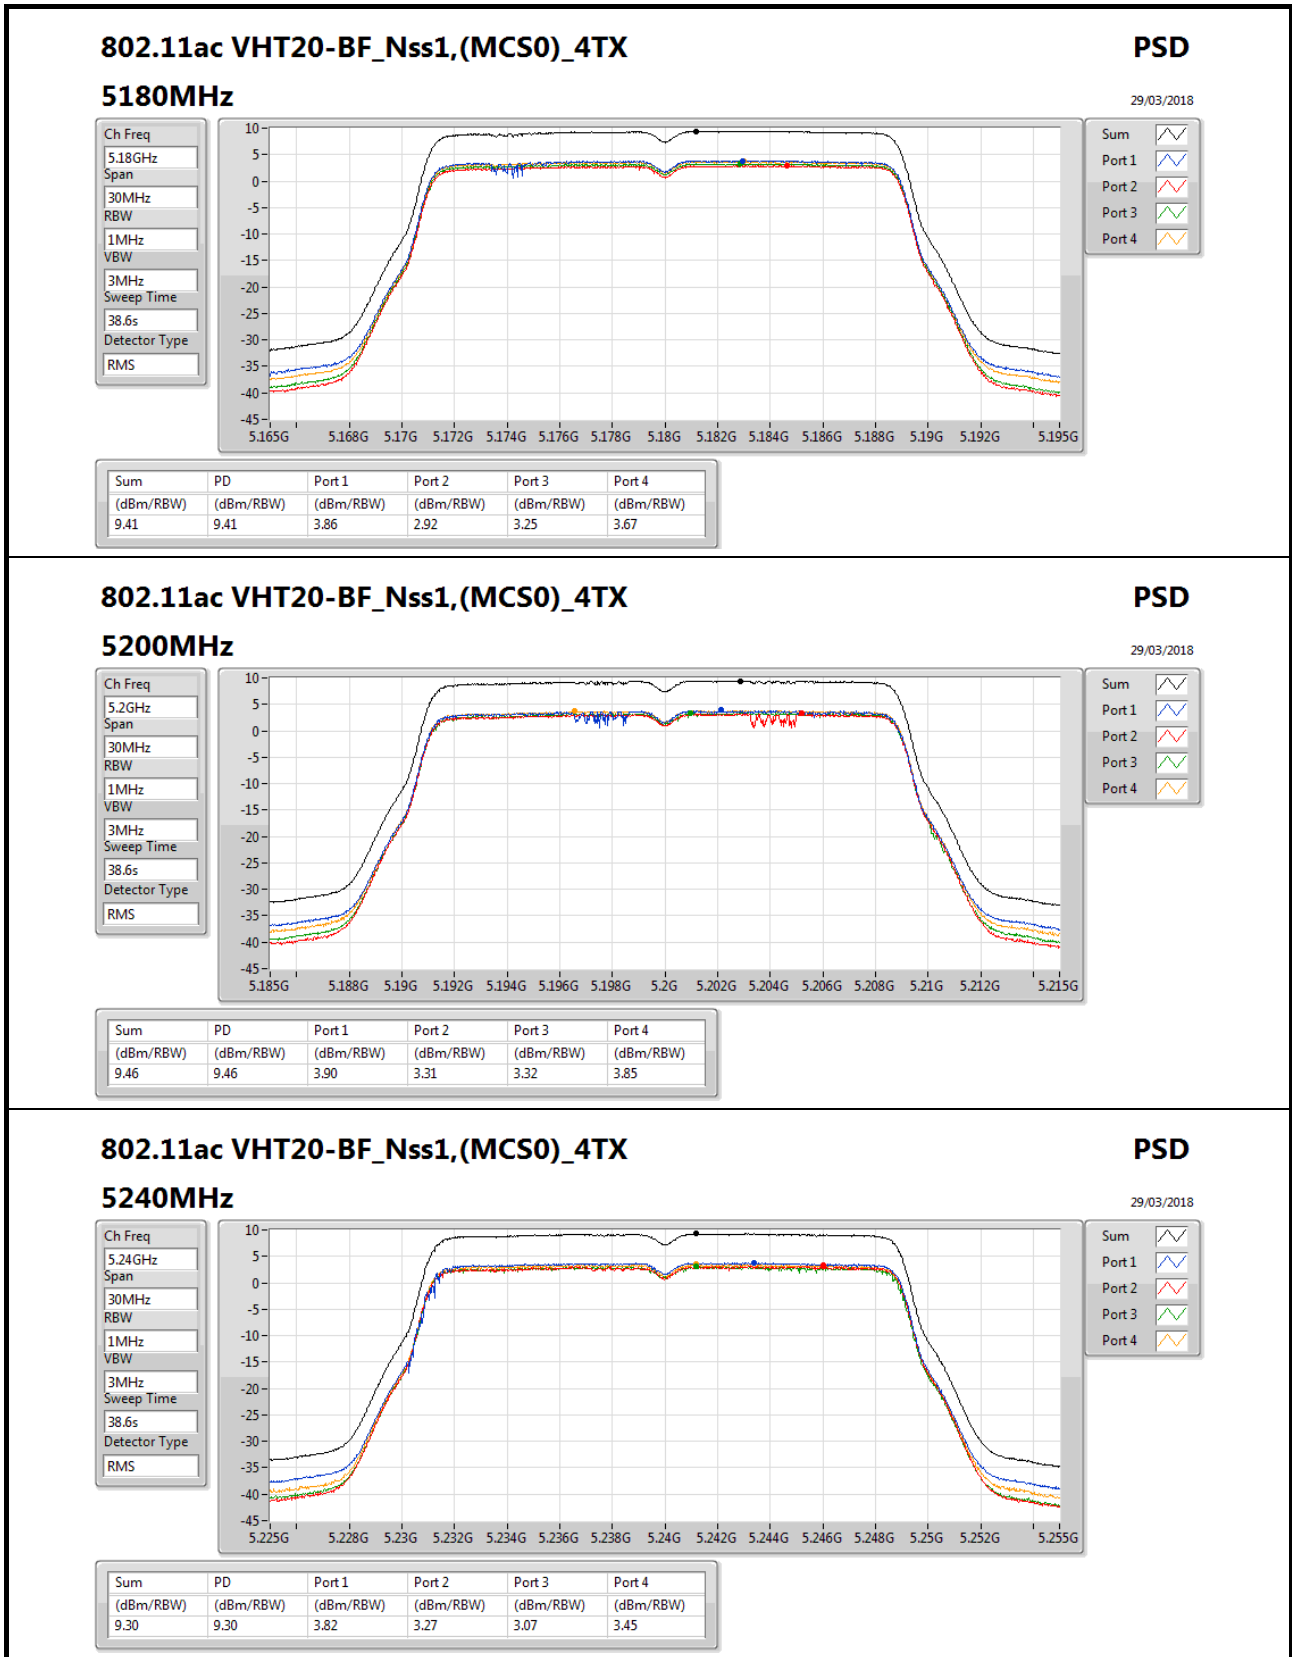 802.11ac VHT20-BF_Nss1,(MCS0)_4TX PSD
5180MHz 29/03/2018
Ch Freq
5.18GHz
Span
30MHz
RBW
1MHz
VBW
3MHz
Sweep Time
38.6s
Detector Type
RMS
10
5
0
-5
-10
-15
-20
-25
-30
-35
-40
-45
5.165G 5.168G 5.17G 5.172G 5.174G 5.176G 5.178G 5.18G 5.182G 5.184G 5.186G 5.188G 5.19G 5.192G 5.195G
Sum
Port 1
Port 2
Port 3
Port 4
Sum PD Port 1 Port 2 Port 3 Port 4
(dBm/RBW) (dBm/RBW) (dBm/RBW) (dBm/RBW) (dBm/RBW) (dBm/RBW)
9.41 9.41 3.86 2.92 3.25 3.67
802.11ac VHT20-BF_Nss1,(MCS0)_4TX PSD
5200MHz 29/03/2018
Ch Freq
5.2GHz
Span
30MHz
RBW
1MHz
VBW
3MHz
Sweep Time
38.6s
Detector Type
RMS
10
5
0
-5
-10
-15
-20
-25
-30
-35
-40
-45
5.185G 5.188G 5.19G 5.192G 5.194G 5.196G 5.198G 5.2G 5.202G 5.204G 5.206G 5.208G 5.21G 5.212G 5.215G
Sum
Port 1
Port 2
Port 3
Port 4
Sum PD Port 1 Port 2 Port 3 Port 4
(dBm/RBW) (dBm/RBW) (dBm/RBW) (dBm/RBW) (dBm/RBW) (dBm/RBW)
9.46 9.46 3.90 3.31 3.32 3.85
802.11ac VHT20-BF_Nss1,(MCS0)_4TX PSD
5240MHz 29/03/2018
Ch Freq
5.24GHz
Span
30MHz
RBW
1MHz
VBW
3MHz
Sweep Time
38.6s
Detector Type
RMS
10
5
0
-5
-10
-15
-20
-25
-30
-35
-40
-45
5.225G 5.228G 5.23G 5.232G 5.234G 5.236G 5.238G 5.24G 5.242G 5.244G 5.246G 5.248G 5.25G 5.252G 5.255G
Sum
Port 1
Port 2
Port 3
Port 4
Sum PD Port 1 Port 2 Port 3 Port 4
(dBm/RBW) (dBm/RBW) (dBm/RBW) (dBm/RBW) (dBm/RBW) (dBm/RBW)
9.30 9.30 3.82 3.27 3.07 3.45